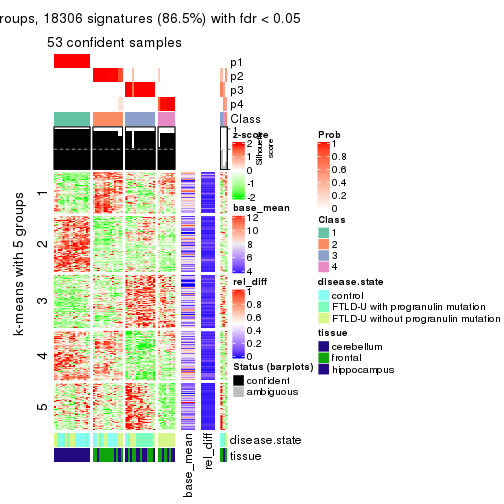 roups, 18306 signatures (86.5%) with fdr < 0.05
53 confident samples
p1
p2
p3
p4
Class
1
Silhouette
score
k-means with 5 groups
1
2
3
4
5
disease.state
tissue
base_mean
rel_diff
z-score
2
1
0
-1
-2
base_mean
12
10
8
6
4
rel_diff
1
0.8
0.6
0.4
0.2
0
Status (barplots)
confident
ambiguous
Prob
1
0.8
0.6
0.4
0.2
0
Class
1
2
3
4
disease.state
control
FTLD-U with progranulin mutation
FTLD-U without progranulin mutation
tissue
cerebellum
frontal
hippocampus